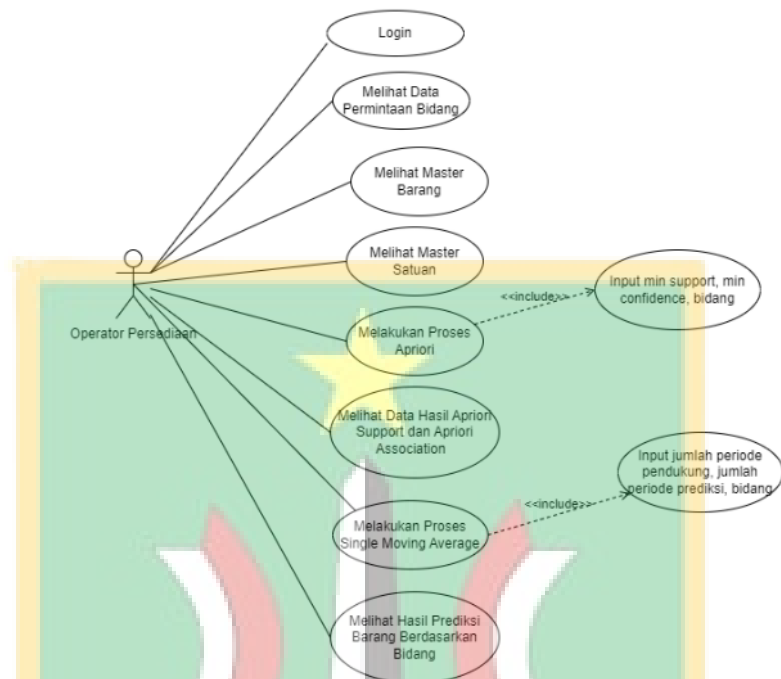 Login
Melihat Data
Permintaan Bidang
Melihat Master
Barang
Melihat Master
Satuan
Input min support, min
confidence, bidang
<<include>>
Operator Persediaan
Melakukan Proses
Apriori
Melihat Data Hasil Apriori
Support dan Apriori
Association
Input jumlah periode
pendukung, jumlah
periode prediksi, bidang
<<include>>
Melakukan Proses
Single Moving Average
Melihat Hasil Prediksi
Barang Berdasarkan
Bidang